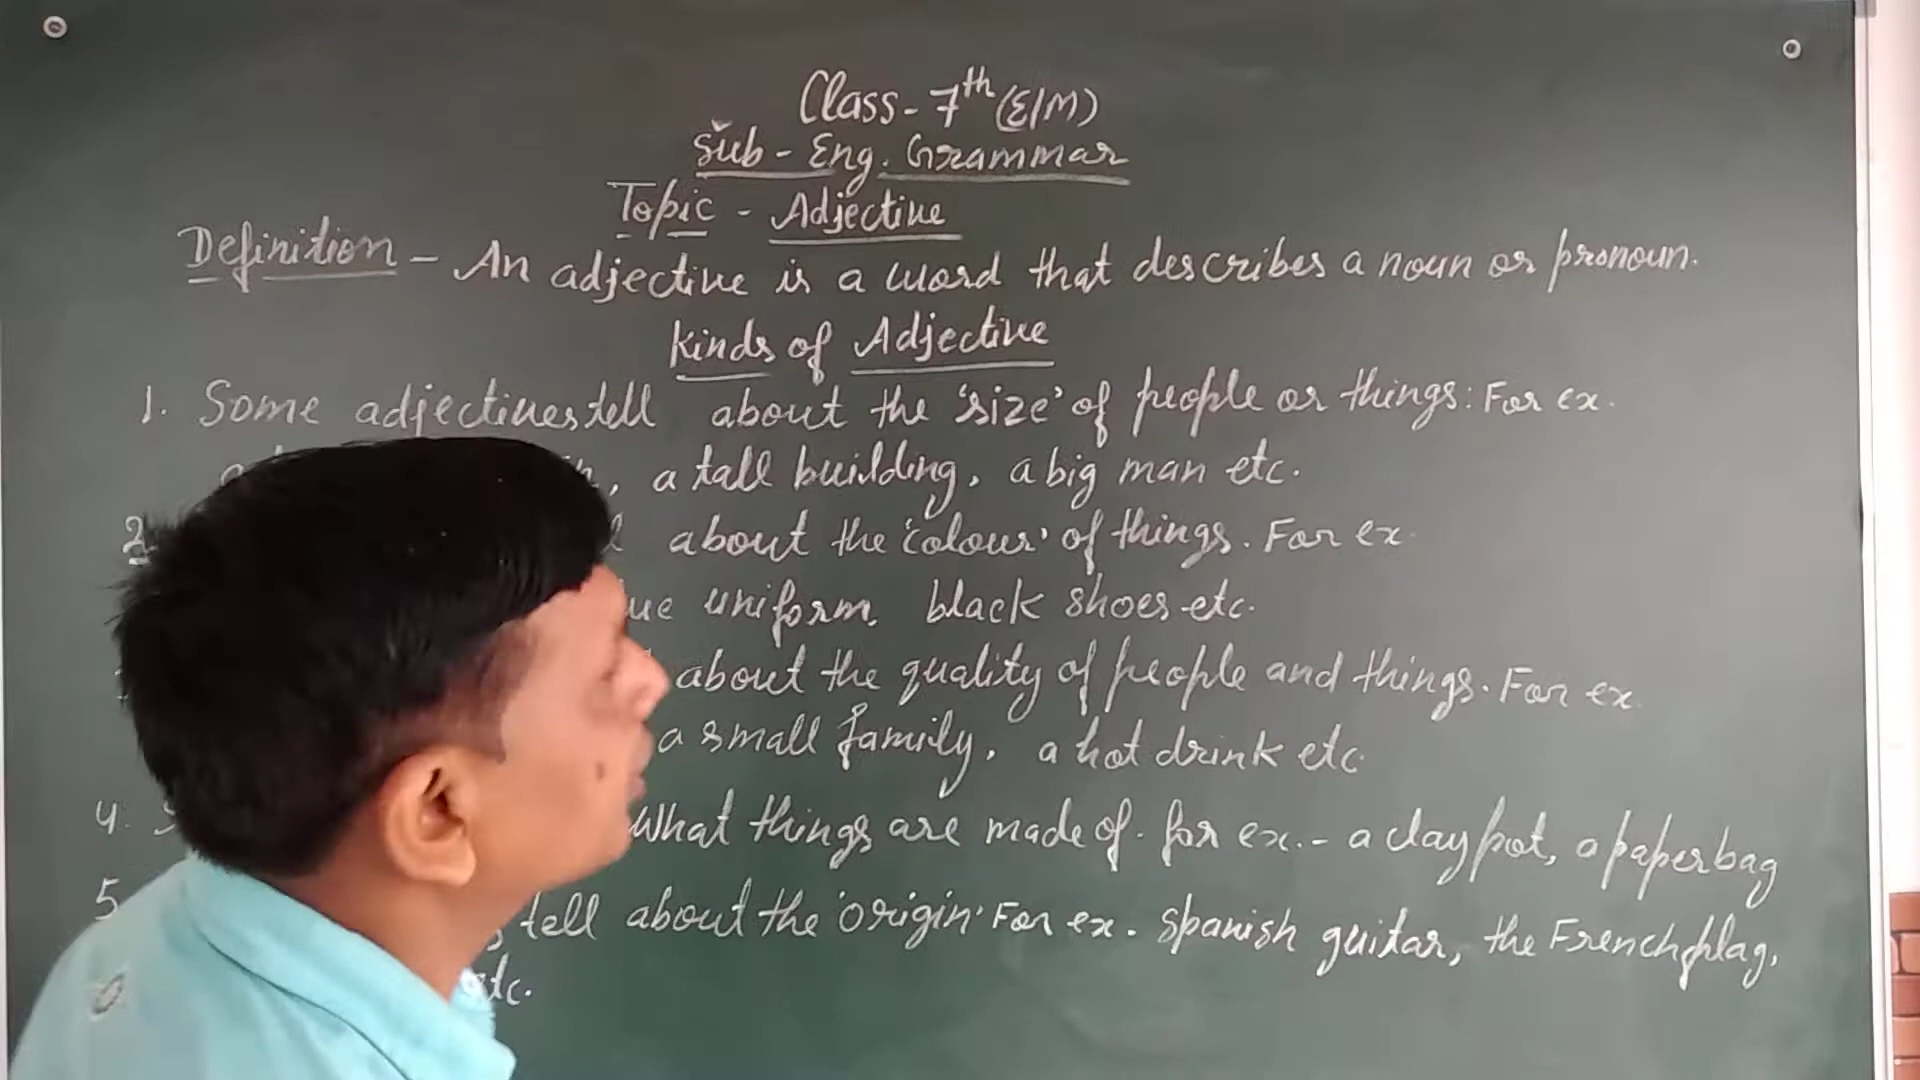 Class - 7th (E/M)
Sub - Eng. Grammar
Topic - Adjective
Definition - An adjective is a word that describes a noun or pronoun.
Kinds of Adjective
1. Some adjectives tell about the 'size' of people or things: For ex.
a tall building, a big man etc.
2. about the 'colour' of things. For ex.
uniform, black shoes etc.
about the quality of people and things. For ex.
a small family, a hot drink etc.
4. What things are made of. for ex. - a clay pot, a paper bag
5. tell about the 'origin' For ex. Spanish guitar, the French flag,
etc.